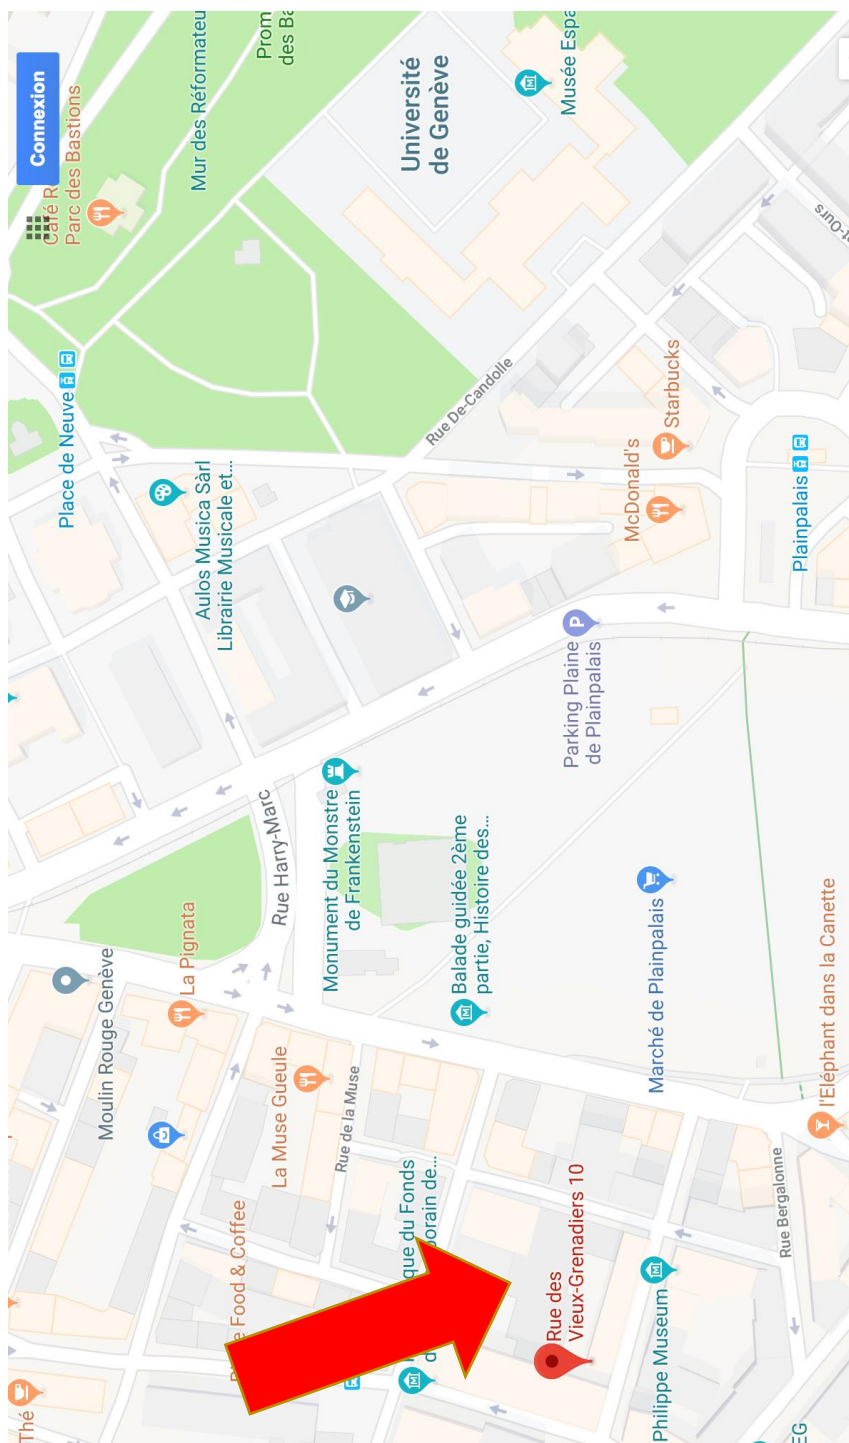 Thé
Connexion
Café R
Parc des Bastions
Place de Neuve
Moulin Rouge Genève
La Pignata
Mur des Réformateu
Aulos Musica Sàrl
Librairie Musicale et...
Food & Coffee
La Muse Gueule
Rue Harry-Marc
Prom
des Ba
Monument du Monstre
de Frankenstein
Rue de la Muse
que du Fonds
porain de...
Université
de Genève
Balade guidée 2ème
partie, Histoire des...
Rue De-Candolle
Rue des
Vieux-Grenadiers 10
Parking Plaine
de Plainpalais
Musée Espa
McDonald's
Starbucks
Philippe Museum
Marché de Plainpalais
Rue Bergalonne
Plainpalais
EG
l'Eléphant dans la Canette
t-Ours